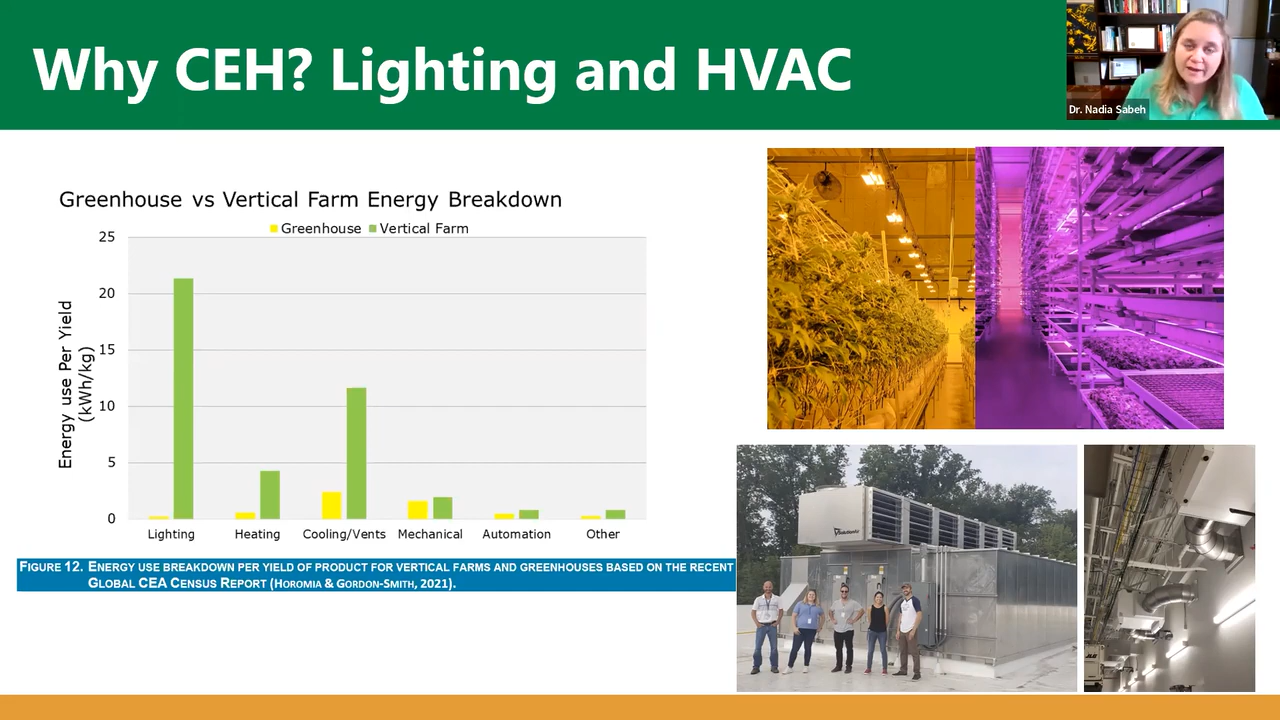 Why CEH? Lighting and HVAC
Dr. Nadia Sabeh
Greenhouse vs Vertical Farm Energy Breakdown
Greenhouse Vertical Farm
Energy use Per Yield
(kWh/kg)
25
20
15
10
5
0
Lighting Heating Cooling/Vents Mechanical Automation Other
FIGURE 12. ENERGY USE BREAKDOWN PER YIELD OF PRODUCT FOR VERTICAL FARMS AND GREENHOUSES BASED ON THE RECENT
GLOBAL CEA CENSUS REPORT (HOROMIA & GORDON-SMITH, 2021).